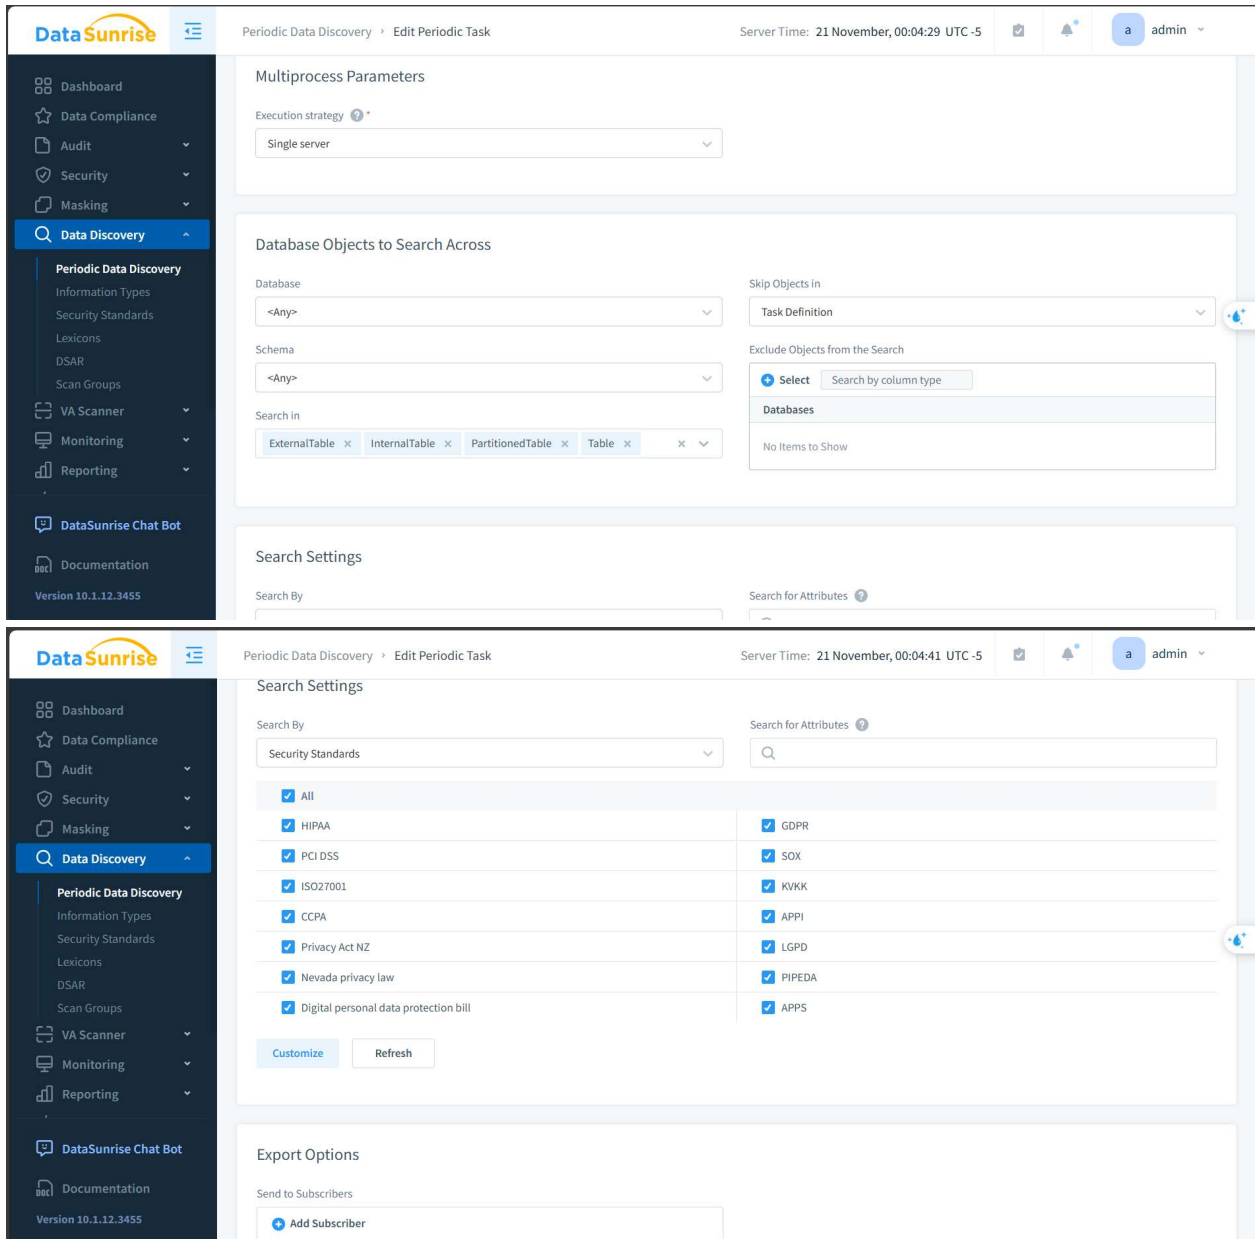 DataSunrise
Periodic Data Discovery › Edit Periodic Task
Server Time: 21 November, 00:04:29 UTC -5
a admin
Dashboard
Data Compliance
Audit
Security
Masking
Data Discovery
Periodic Data Discovery
Information Types
Security Standards
Lexicons
DSAR
Scan Groups
VA Scanner
Monitoring
Reporting
DataSunrise Chat Bot
DOC Documentation
Version 10.1.12.3455
Multiprocess Parameters
Execution strategy ? *
Single server
Database Objects to Search Across
Database
<Any>
Schema
<Any>
Search in
ExternalTable × InternalTable × PartitionedTable × Table × ×
Skip Objects in
Task Definition
Exclude Objects from the Search
Select Search by column type
Databases
No Items to Show
Search Settings
Search By
Search for Attributes ?
DataSunrise
Periodic Data Discovery › Edit Periodic Task
Server Time: 21 November, 00:04:41 UTC -5
a admin
Dashboard
Data Compliance
Audit
Security
Masking
Data Discovery
Periodic Data Discovery
Information Types
Security Standards
Lexicons
DSAR
Scan Groups
VA Scanner
Monitoring
Reporting
DataSunrise Chat Bot
DOC Documentation
Version 10.1.12.3455
Search Settings
Search By
Security Standards
Search for Attributes ?
All
HIPAA
GDPR
PCI DSS
SOX
ISO27001
KVKK
CCPA
APPI
Privacy Act NZ
LGPD
Nevada privacy law
PIPEDA
Digital personal data protection bill
APPS
Customize
Refresh
Export Options
Send to Subscribers
Add Subscriber